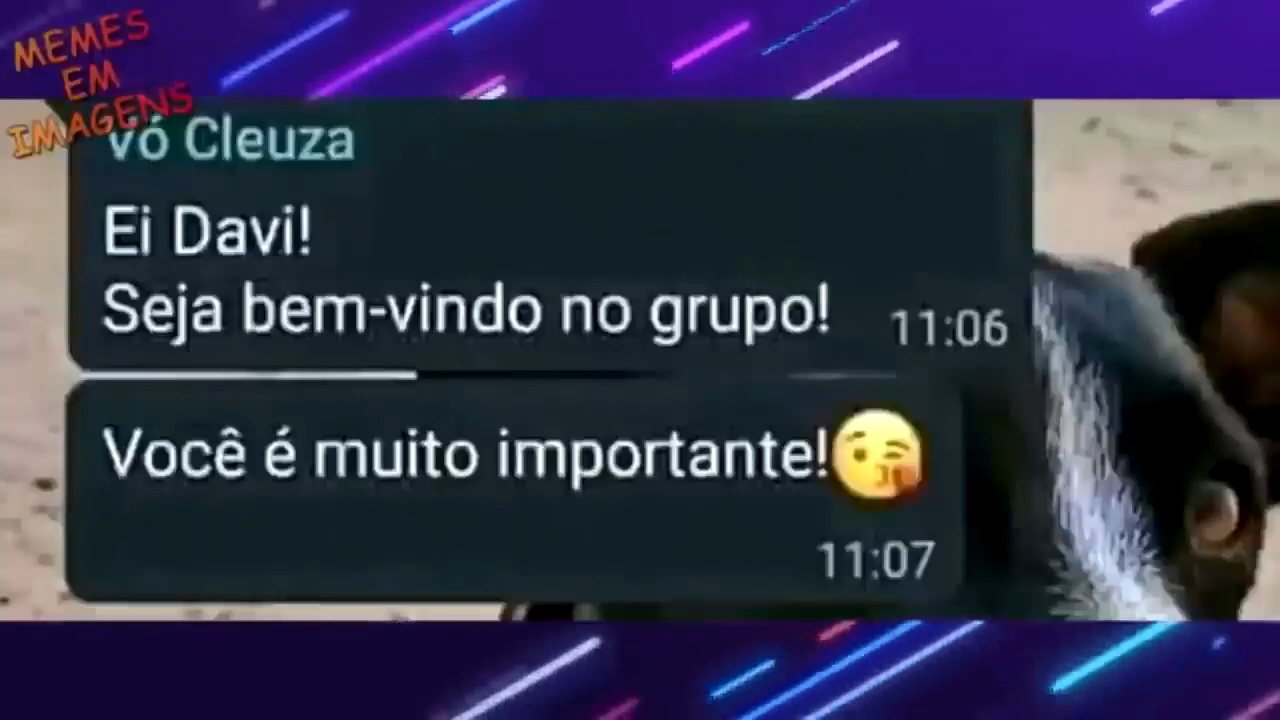 MEMES
EM
IMAGENS
vó Cleuza
Ei Davi!
Seja bem-vindo no grupo!
11:06
Você é muito importante!😘
11:07